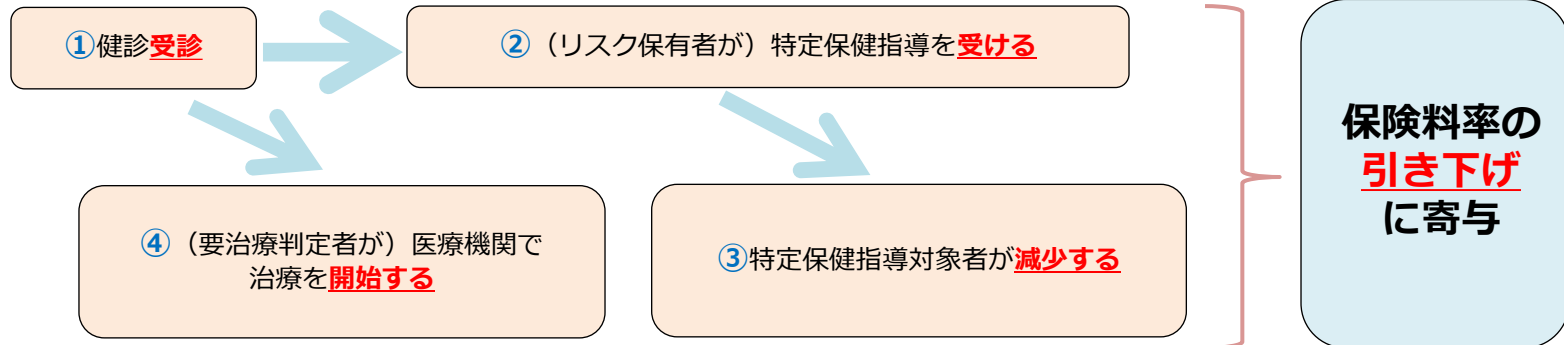 ①健診受診
②（リスク保有者が）特定保健指導を受ける
④（要治療判定者が）医療機関で
治療を開始する
③特定保健指導対象者が減少する
保険料率の
引き下げ
に寄与